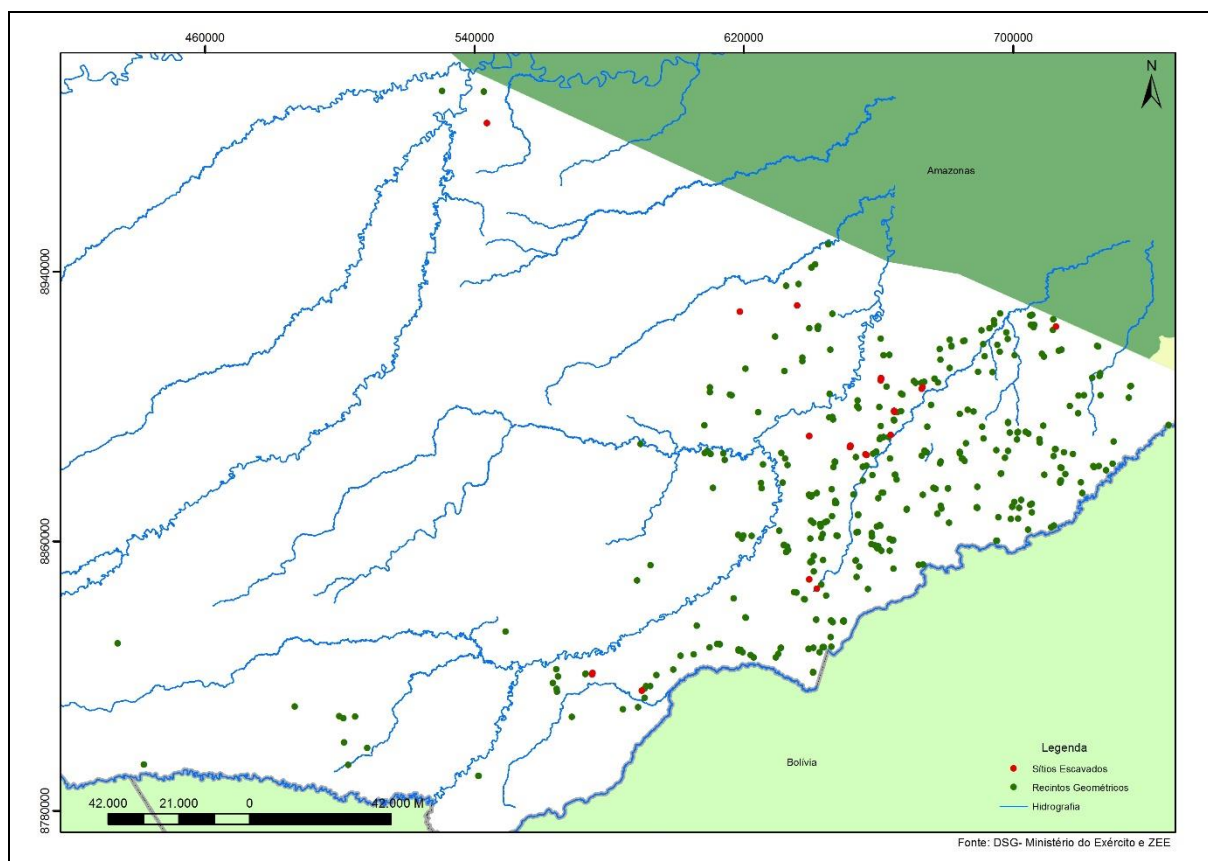 460000 540000 620000 700000
N
Amazonas
8940000
8860000
8780000
Bolívia
Legenda
Sítios Escavados
Recintos Geométricos
Hidrografia
42.000 21.000 0 42.000 M
Fonte: DSG- Ministério do Exército e ZEE